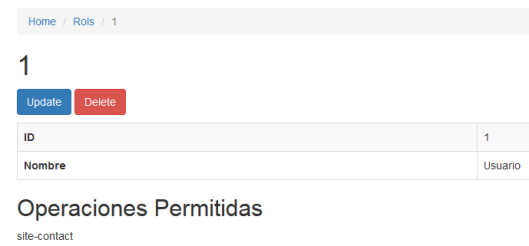 Home / Rols / 1
1
Update Delete
ID 1
Nombre Usuario
Operaciones Permitidas
site-contact